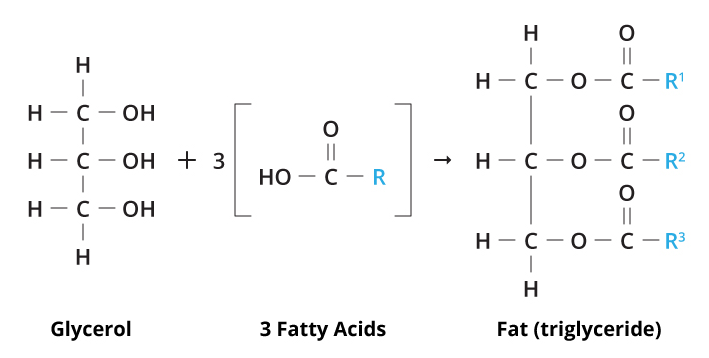 H
H — C — OH
H — C — OH
H — C — OH
H
+ 3
O
HO — C — R
→
H O
H — C — O — C — R¹
O
H — C — O — C — R²
O
H — C — O — C — R³
H
Glycerol
3 Fatty Acids
Fat (triglyceride)